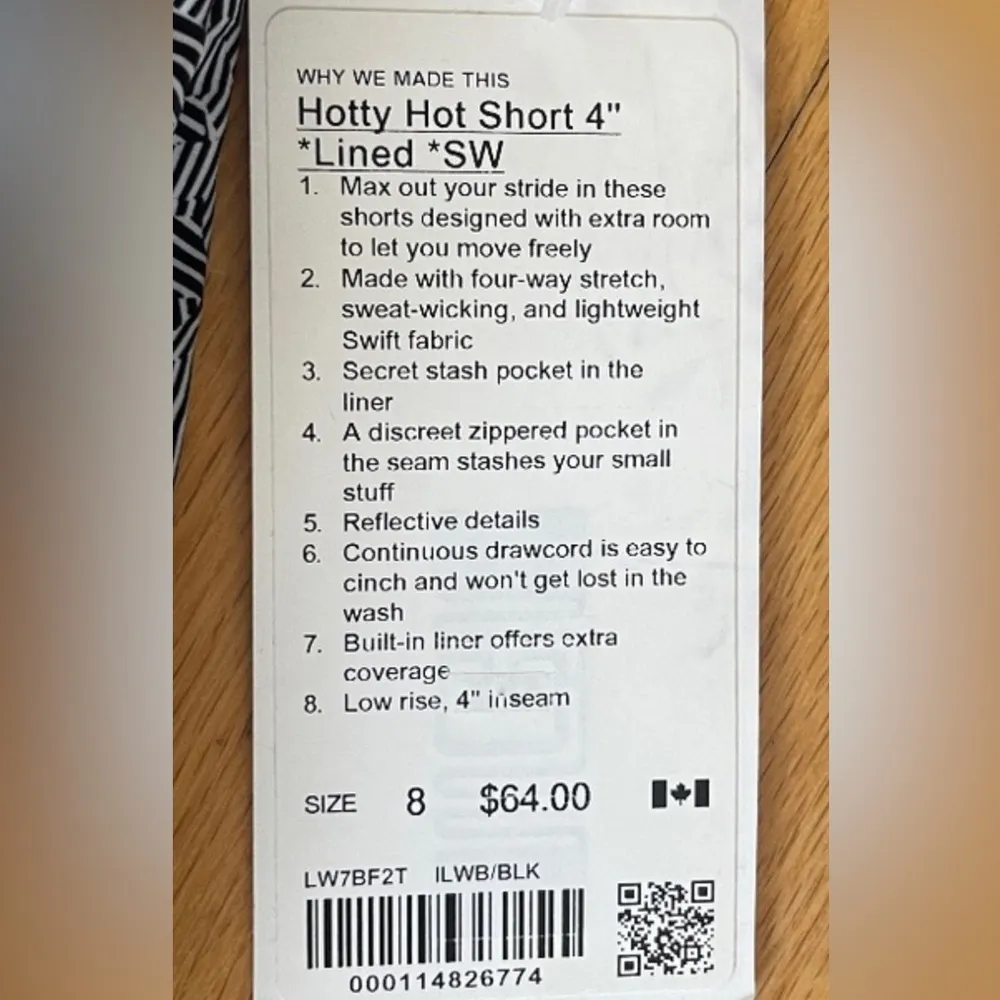 WHY WE MADE THIS
Hotty Hot Short 4"
*Lined *SW
1. Max out your stride in these
shorts designed with extra room
to let you move freely
2. Made with four-way stretch,
sweat-wicking, and lightweight
Swift fabric
3. Secret stash pocket in the
liner
4. A discreet zippered pocket in
the seam stashes your small
stuff
5. Reflective details
6. Continuous drawcord is easy to
cinch and won't get lost in the
wash
7. Built-in liner offers extra
coverage
8. Low rise, 4" inseam
SIZE 8 $64.00
LW7BF2T ILWB/BLK
000114826774